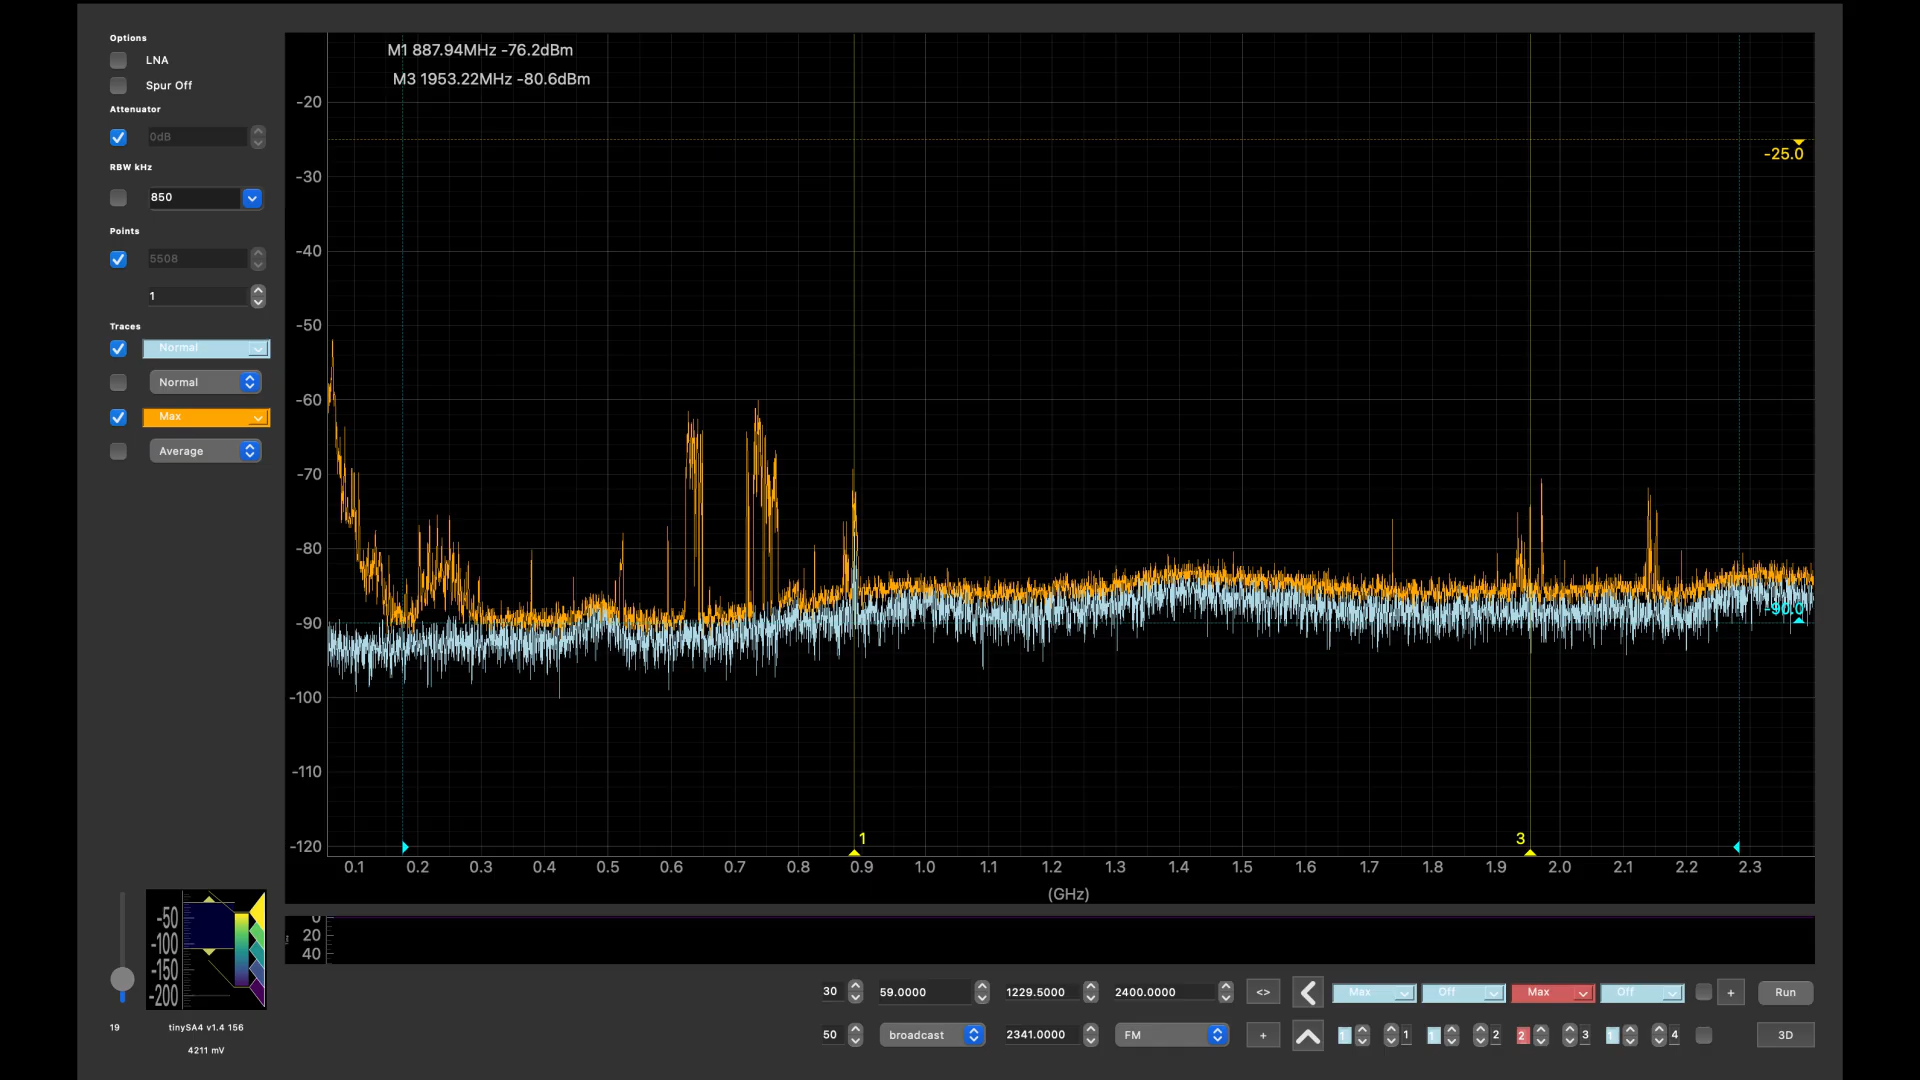 Options
LNA
Spur Off
Attenuator
0dB
RBW kHz
850
Points
5508
1
Traces
Normal
Normal
Max
Average
M1 887.94MHz -76.2dBm
M3 1953.22MHz -80.6dBm
-20
-25.0
-30
-40
-50
-60
-70
-80
-90.0
-90
-100
-110
-120
1
3
0.1 0.2 0.3 0.4 0.5 0.6 0.7 0.8 0.9 1.0 1.1 1.2 1.3 1.4 1.5 1.6 1.7 1.8 1.9 2.0 2.1 2.2 2.3
(GHz)
0
20
40
-50
-100
-150
-200
19
tinySA4 v1.4 156
4211 mV
30 59.0000 1229.5000 2400.0000 <> Max Off Max Off + Run
50 broadcast 2341.0000 FM + 1 1 1 2 2 3 1 4 3D